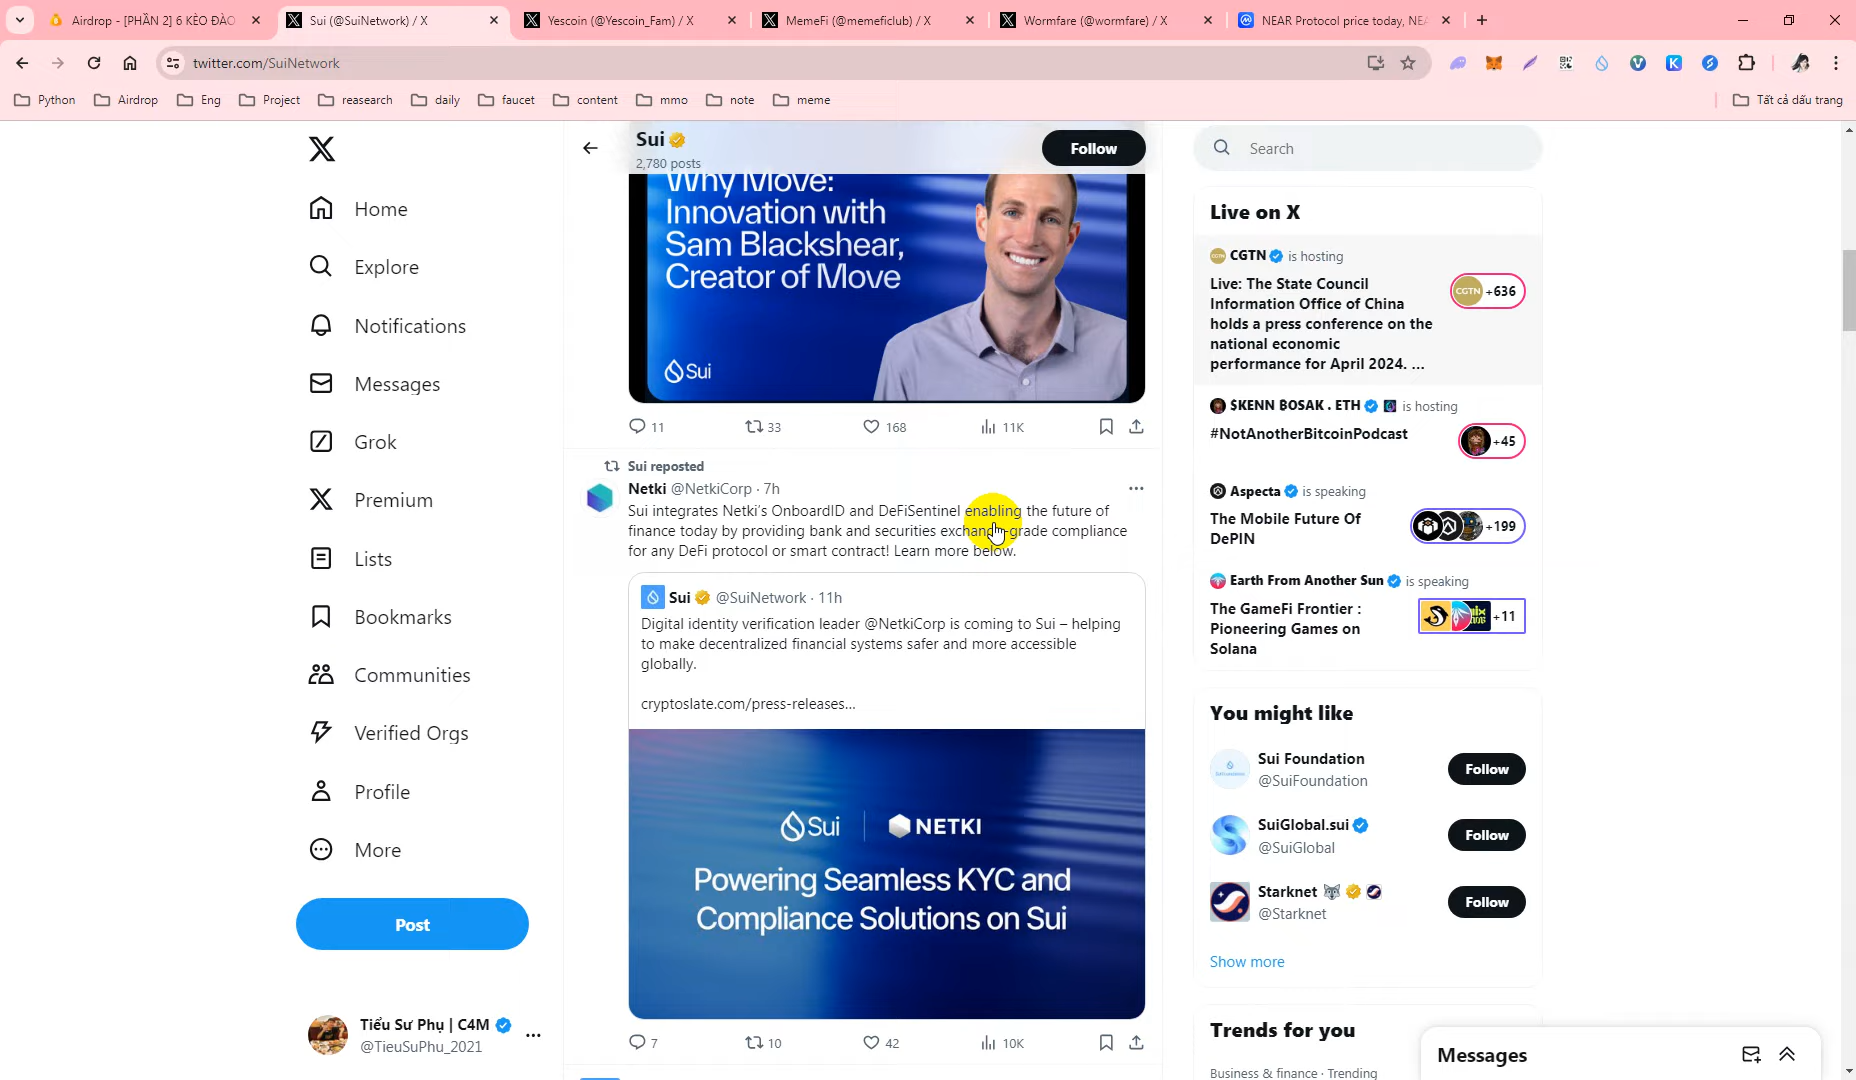 Airdrop - [PHẦN 2] 6 KÈO ĐÀO
Sui (@SuiNetwork) / X
Yescoin (@Yescoin_Fam) / X
MemeFi (@memeficlub) / X
Wormfare (@wormfare) / X
NEAR Protocol price today, NEA
twitter.com/SuiNetwork
Python
Airdrop
Eng
Project
reasearch
daily
faucet
content
mmo
note
meme
Tất cả dấu trang
Home
Explore
Notifications
Messages
Grok
Premium
Lists
Bookmarks
Communities
Verified Orgs
Profile
More
Post
Tiểu Sư Phụ | C4M
@TieuSuPhu_2021
Sui
2,780 posts
Follow
Why Move:
Innovation with
Sam Blackshear,
Creator of Move
Sui
11 33 168 11K
Sui reposted
Netki @NetkiCorp · 7h
Sui integrates Netki's OnboardID and DeFiSentinel enabling the future of
finance today by providing bank and securities exchange-grade compliance
for any DeFi protocol or smart contract! Learn more below.
Sui @SuiNetwork · 11h
Digital identity verification leader @NetkiCorp is coming to Sui – helping
to make decentralized financial systems safer and more accessible
globally.
cryptoslate.com/press-releases...
Sui | NETKI
Powering Seamless KYC and
Compliance Solutions on Sui
7 10 42 10K
Search
Live on X
CGTN is hosting
Live: The State Council
Information Office of China
holds a press conference on the
national economic
performance for April 2024. ...
CGTN +636
$KENN BOSAK . ETH is hosting
#NotAnotherBitcoinPodcast
+45
Aspecta is speaking
The Mobile Future Of
DePIN
+199
Earth From Another Sun is speaking
The GameFi Frontier :
Pioneering Games on
Solana
+11
You might like
Sui Foundation
@SuiFoundation
Follow
SuiGlobal.sui
@SuiGlobal
Follow
Starknet
@Starknet
Follow
Show more
Trends for you
Business & finance · Trending
Messages